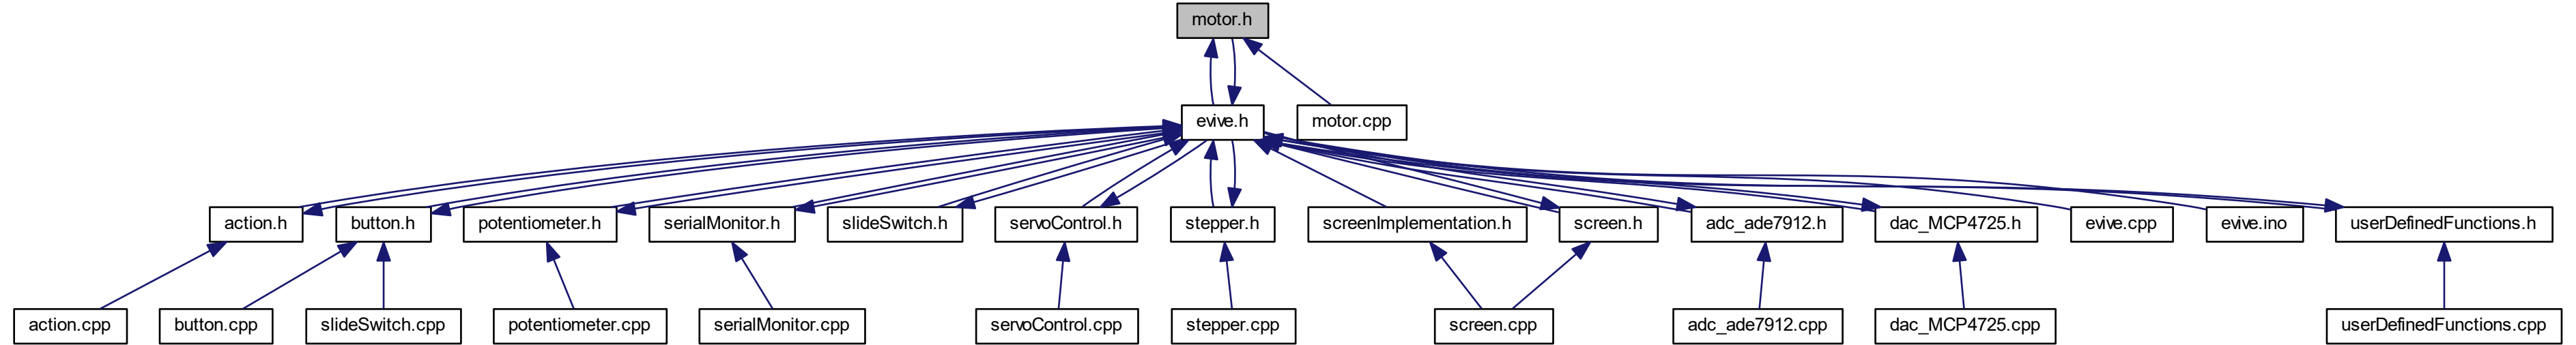 motor.h
evive.h
motor.cpp
action.h
button.h
potentiometer.h
serialMonitor.h
slideSwitch.h
servoControl.h
stepper.h
screenImplementation.h
screen.h
adc_ade7912.h
dac_MCP4725.h
evive.cpp
evive.ino
userDefinedFunctions.h
action.cpp
button.cpp
slideSwitch.cpp
potentiometer.cpp
serialMonitor.cpp
servoControl.cpp
stepper.cpp
screen.cpp
adc_ade7912.cpp
dac_MCP4725.cpp
userDefinedFunctions.cpp